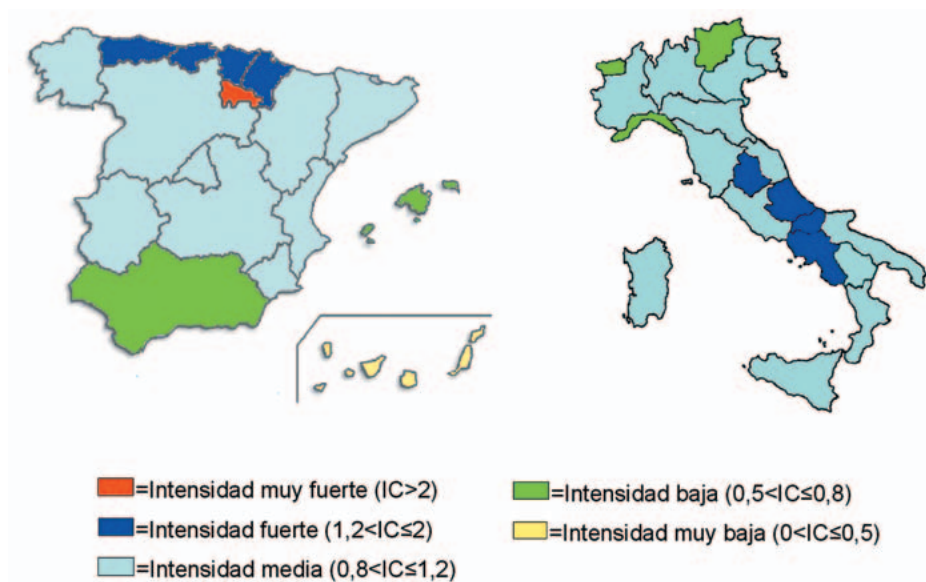 =Intensidad muy fuerte (IC>2)
=Intensidad fuerte (1,2<IC≤2)
=Intensidad media (0,8<IC≤1,2)
=Intensidad baja (0,5<IC≤0,8)
=Intensidad muy baja (0<IC≤0,5)